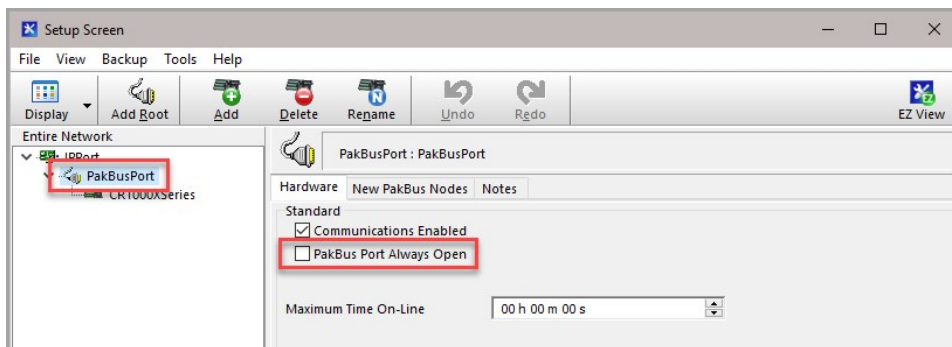 Setup Screen
File View Backup Tools Help
Display Add Root Add Delete Rename Undo Redo EZ View
Entire Network
IPPort
PakBusPort
CR1000XSeries
PakBusPort : PakBusPort
Hardware New PakBus Nodes Notes
Standard
Communications Enabled
PakBus Port Always Open
Maximum Time On-Line 00 h 00 m 00 s